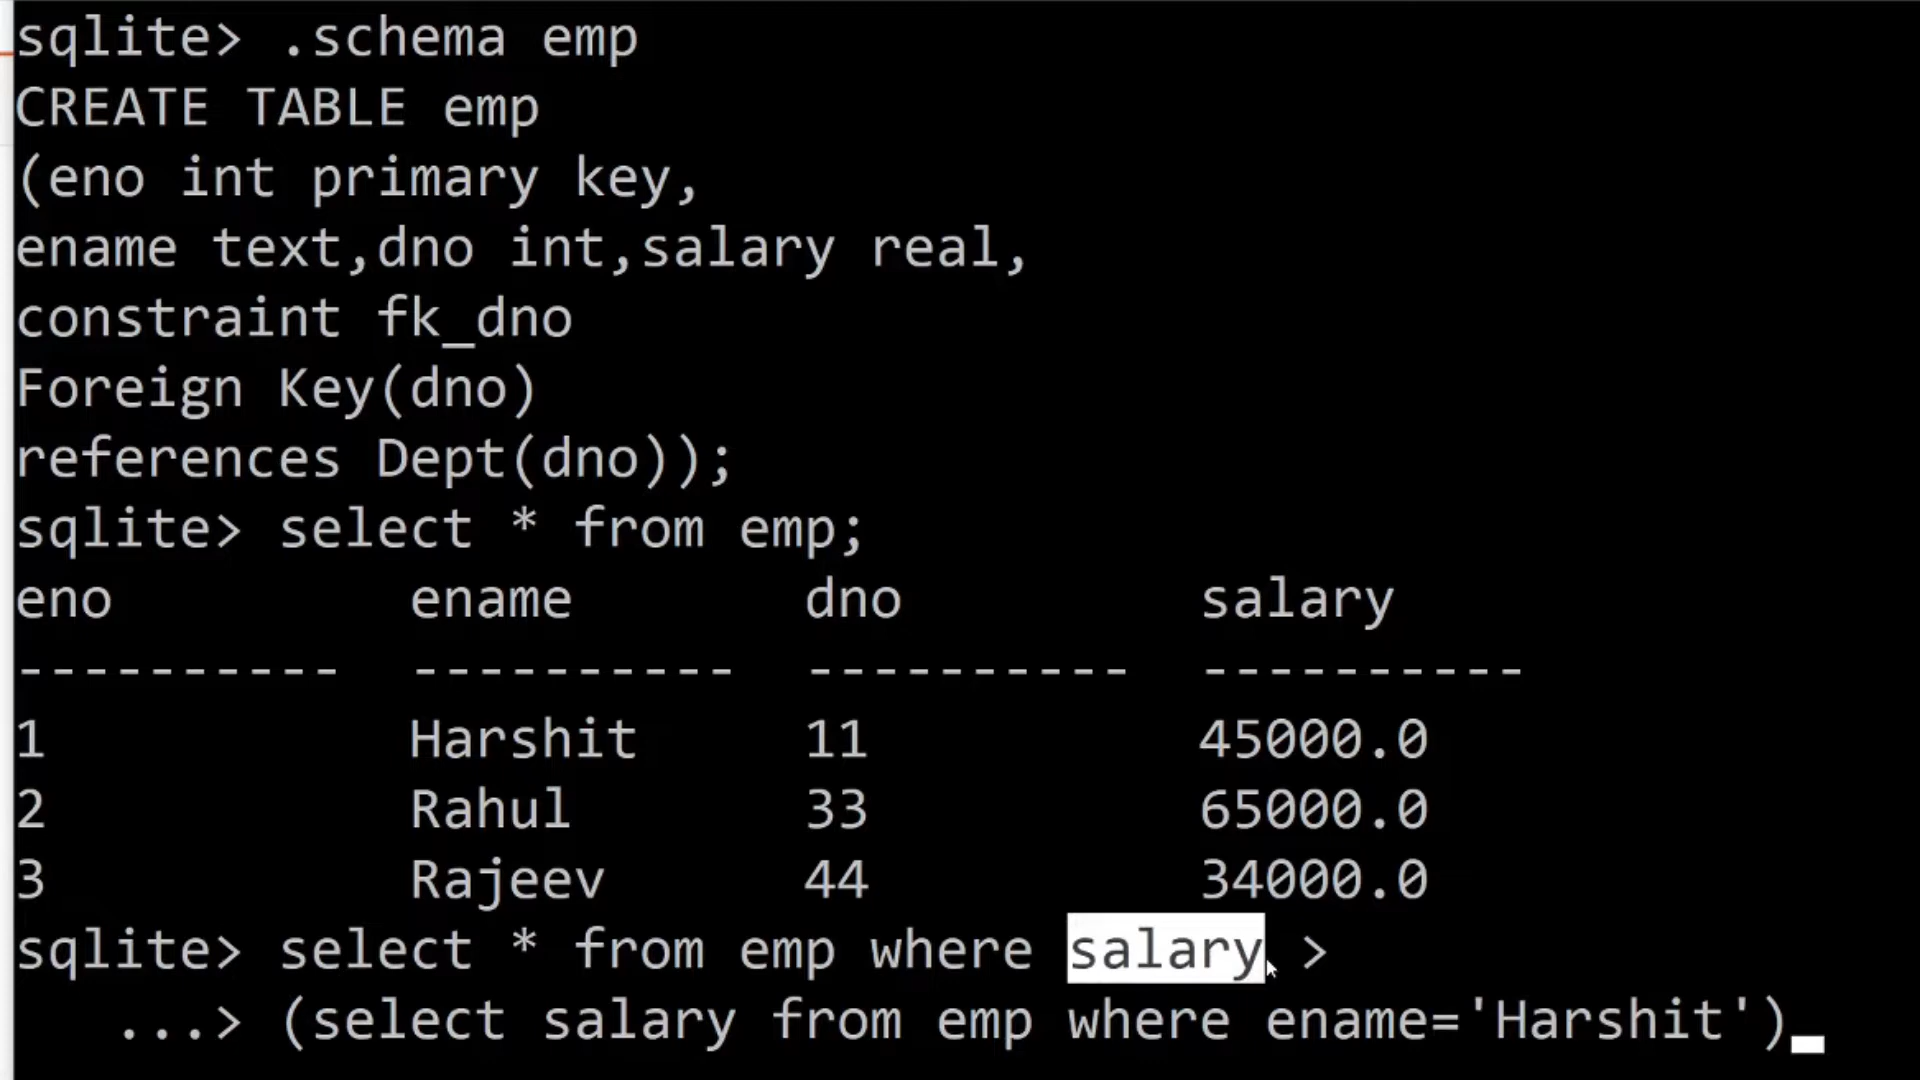 sqlite> .schema emp
CREATE TABLE emp
(eno int primary key,
ename text,dno int,salary real,
constraint fk_dno
Foreign Key(dno)
references Dept(dno));
sqlite> select * from emp;
eno ename dno salary
---------- ---------- ---------- ----------
1 Harshit 11 45000.0
2 Rahul 33 65000.0
3 Rajeev 44 34000.0
sqlite> select * from emp where salary >
...> (select salary from emp where ename='Harshit')